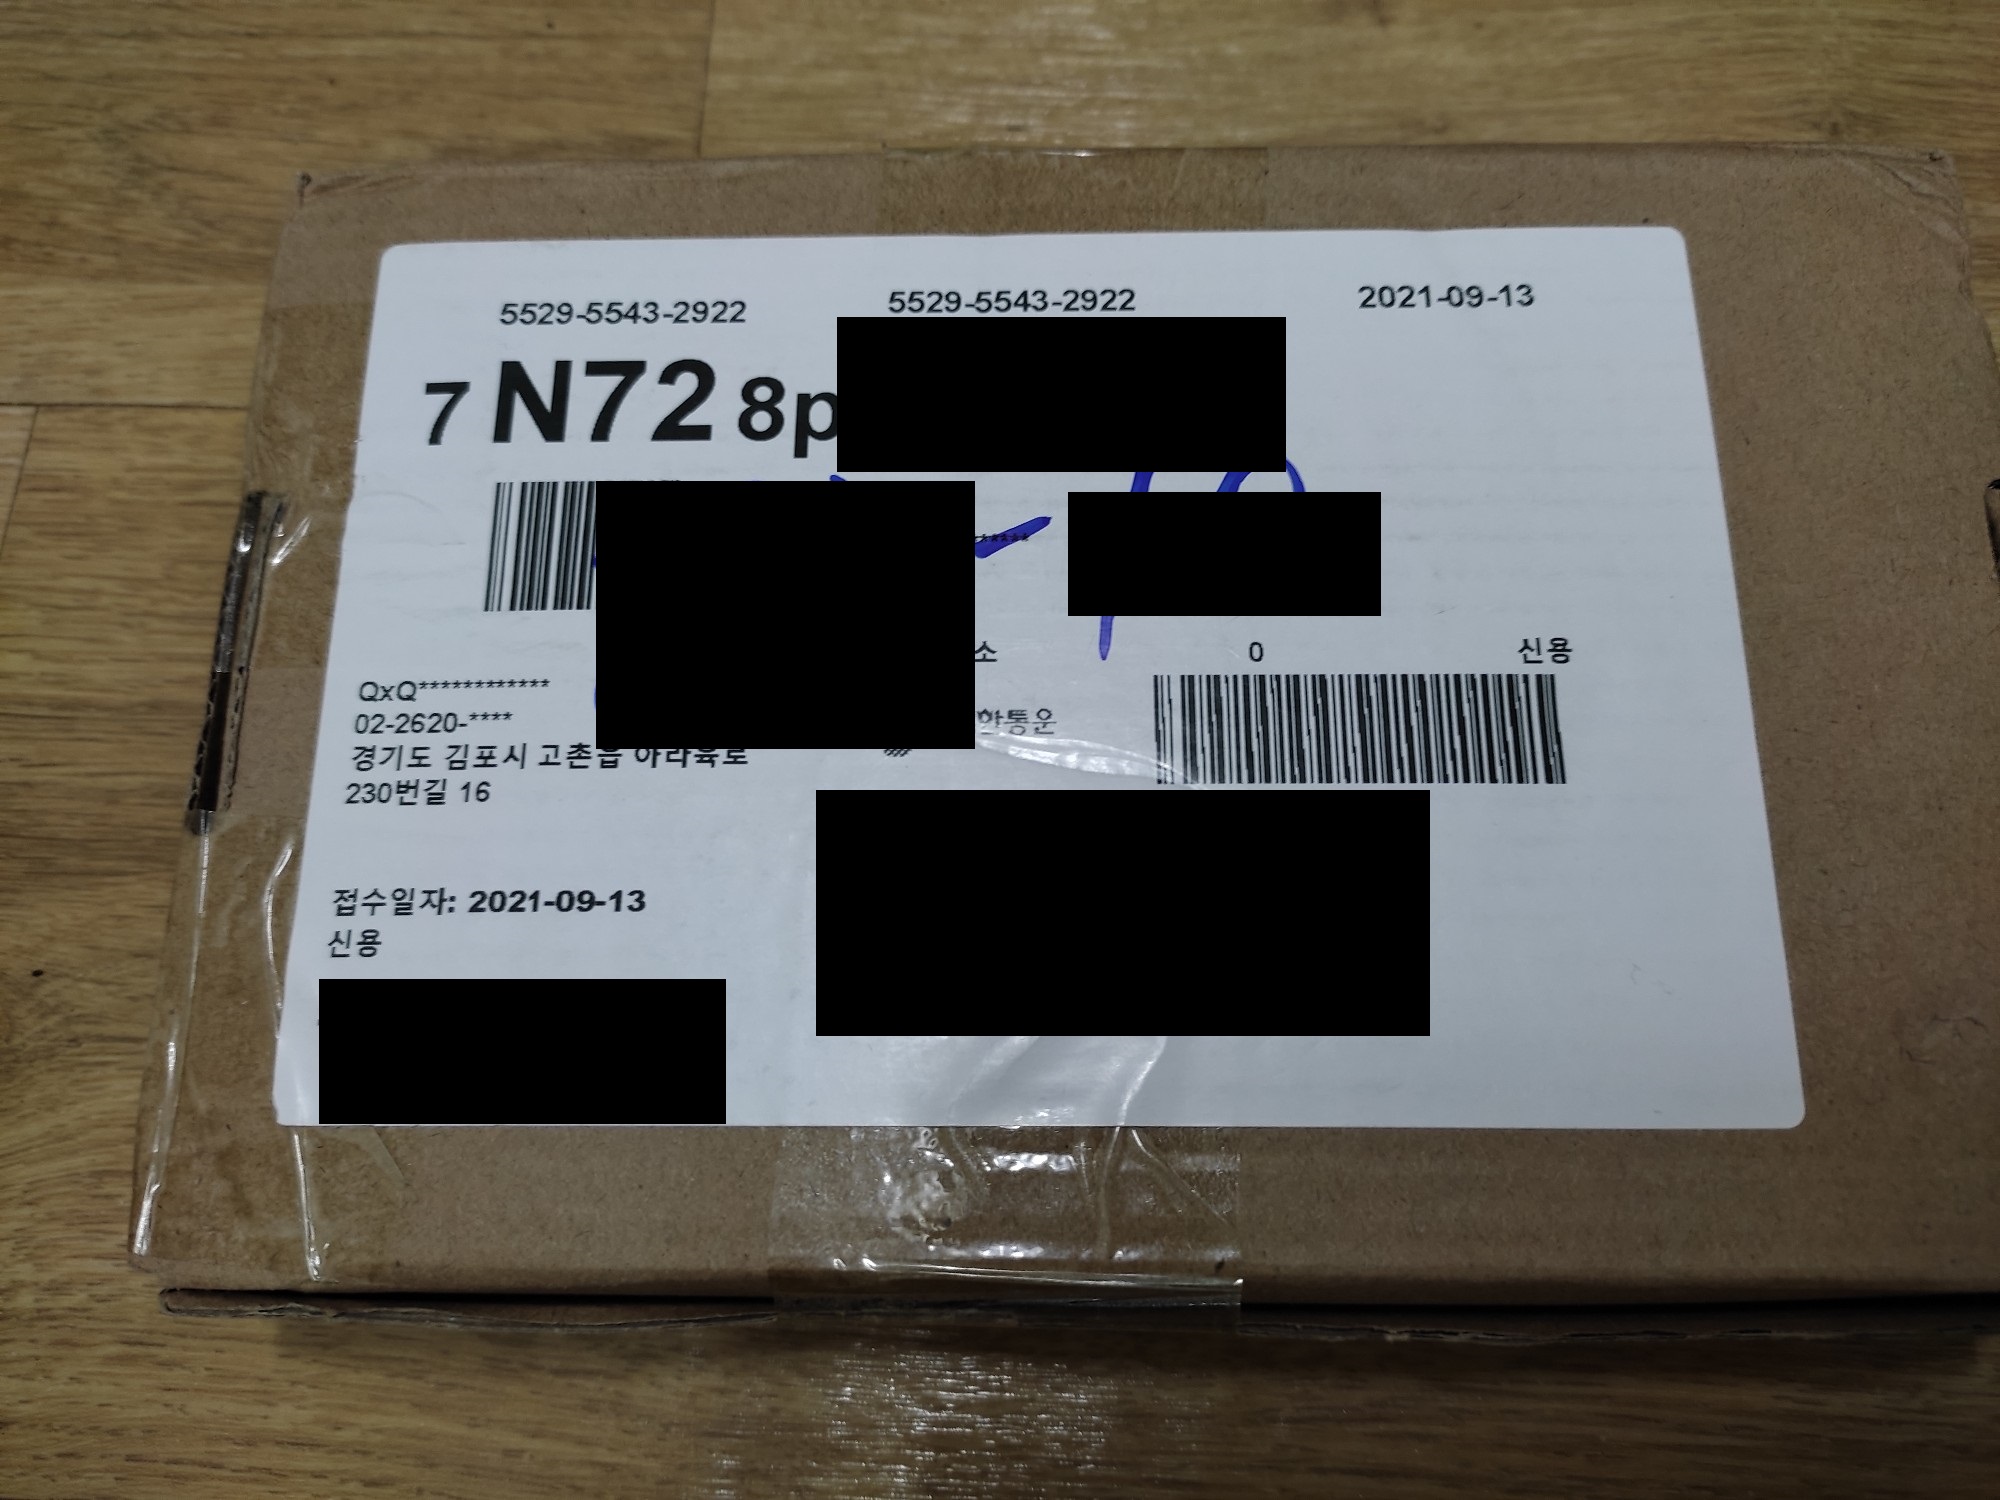 5529-5543-2922 5529-5543-2922 2021-09-13
7 N72 8p
*****
소 0 신용
QxQ************
02-2620-****
한통운
경기도 김포시 고촌읍 아라육로
230번길 16
접수일자: 2021-09-13
신용